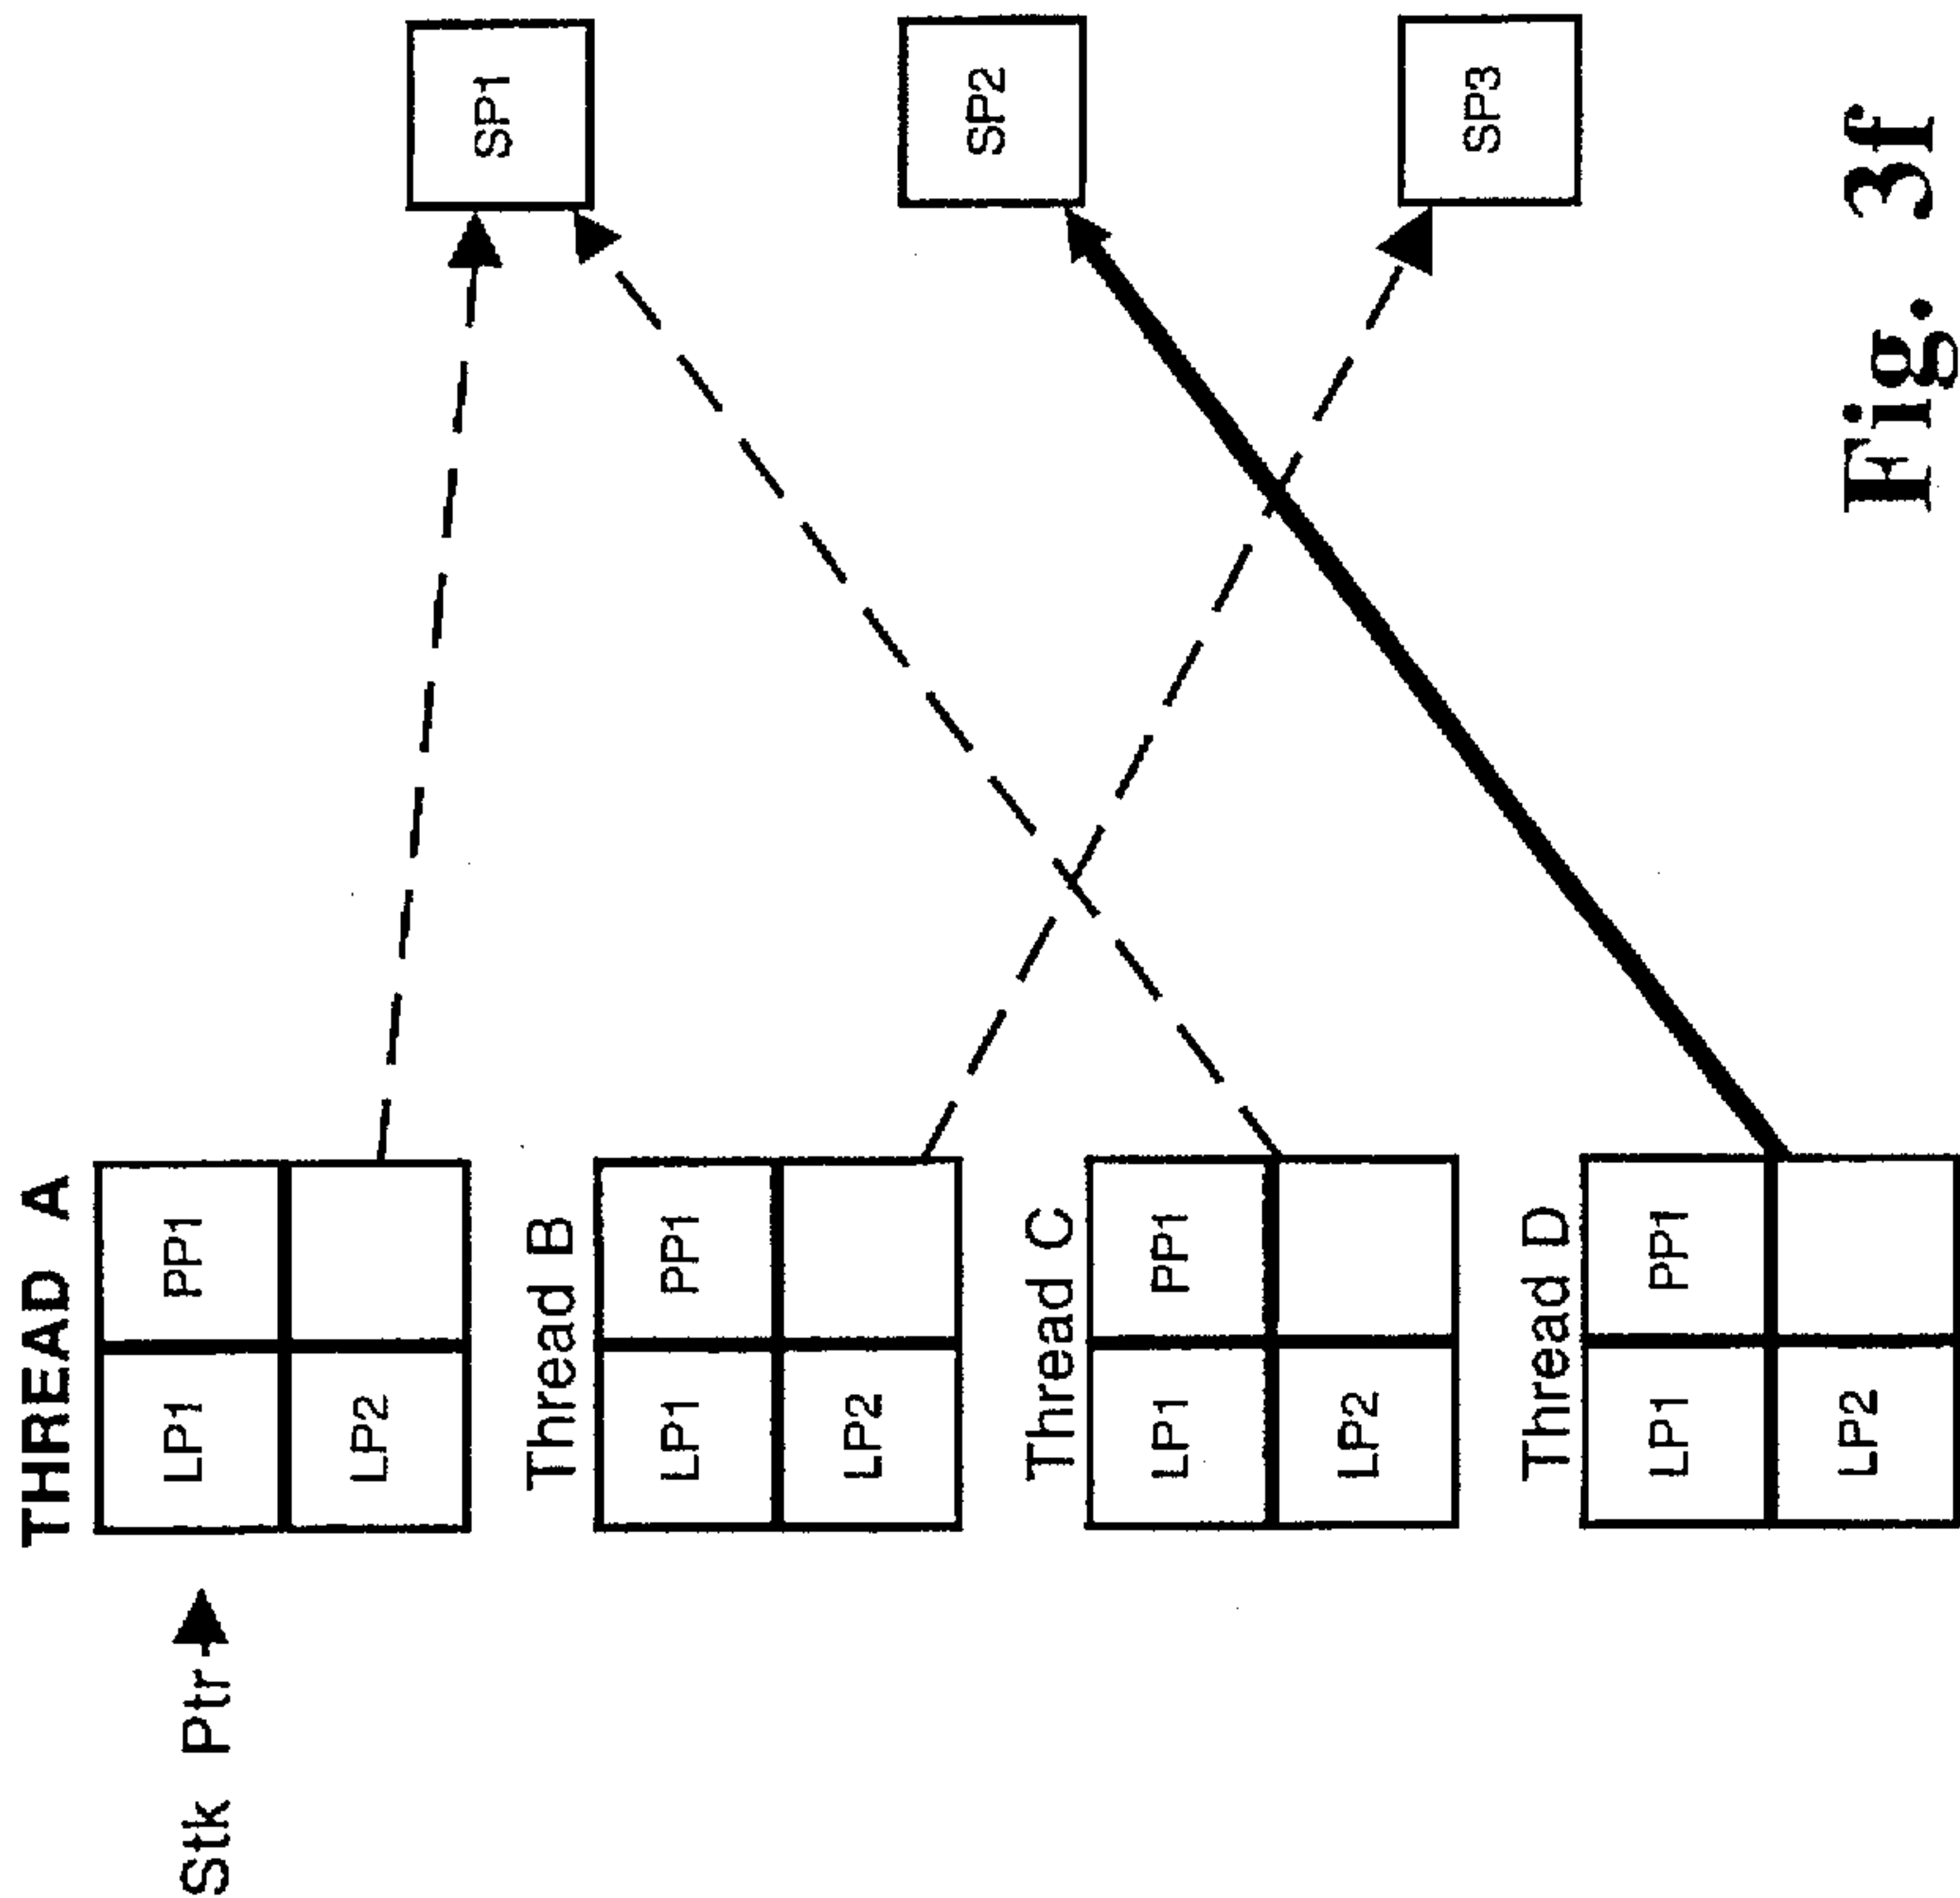 THREAD A
Stk Ptr
LP1 PP1
LP2
SP1
Thread B
LP1 PP1
LP2
SP2
Thread C
LP1 PP1
LP2
SP3
Thread D
LP1 PP1
LP2
Fig. 3f